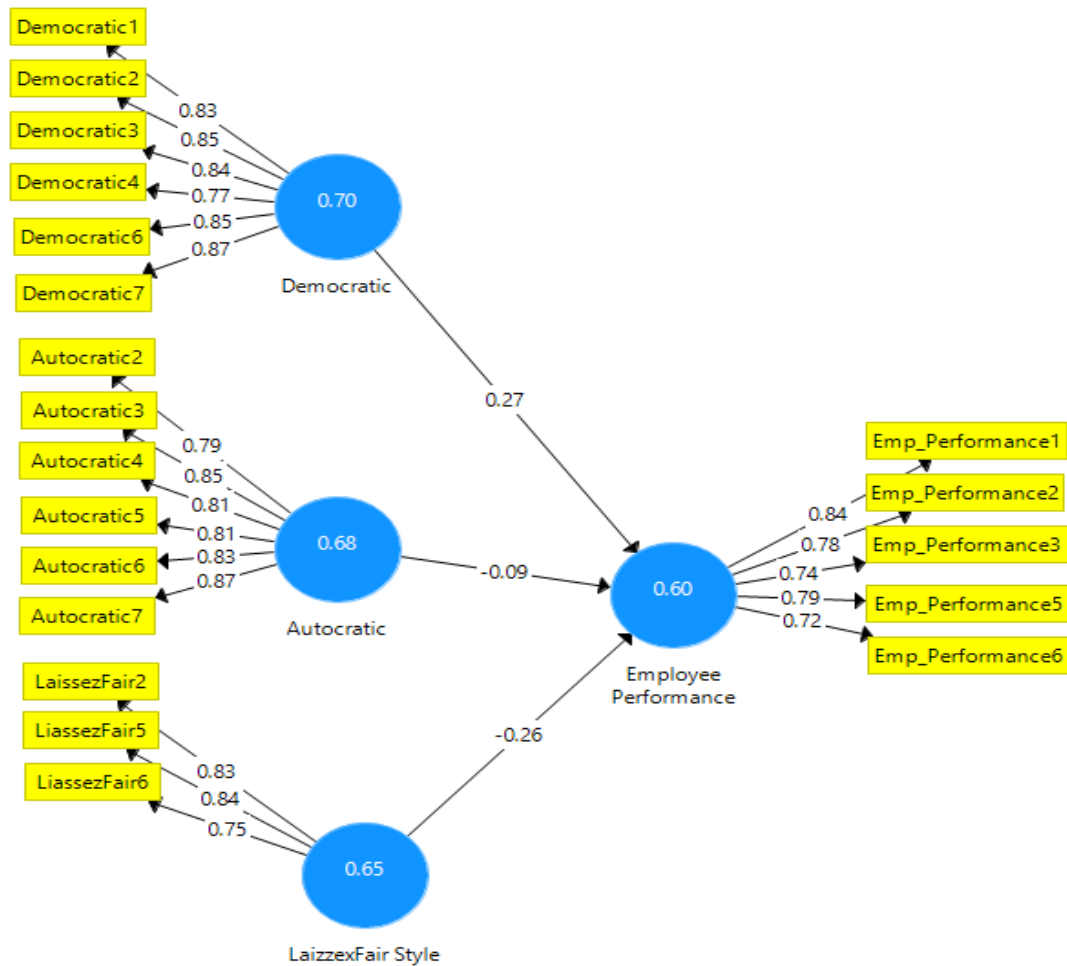 Democratic1
Democratic2
Democratic3
Democratic4
Democratic6
Democratic7
0.83
0.85
0.84
0.77
0.85
0.87
0.70
Democratic
0.27
Autocratic2
Autocratic3
Autocratic4
Autocratic5
Autocratic6
Autocratic7
0.79
0.85
0.81
0.81
0.83
0.87
0.68
Autocratic
-0.09
LaissezFair2
LiassezFair5
LiassezFair6
0.83
0.84
0.75
0.65
LaizzexFair Style
-0.26
0.60
Employee
Performance
0.84
0.78
0.74
0.79
0.72
Emp_Performance1
Emp_Performance2
Emp_Performance3
Emp_Performance5
Emp_Performance6